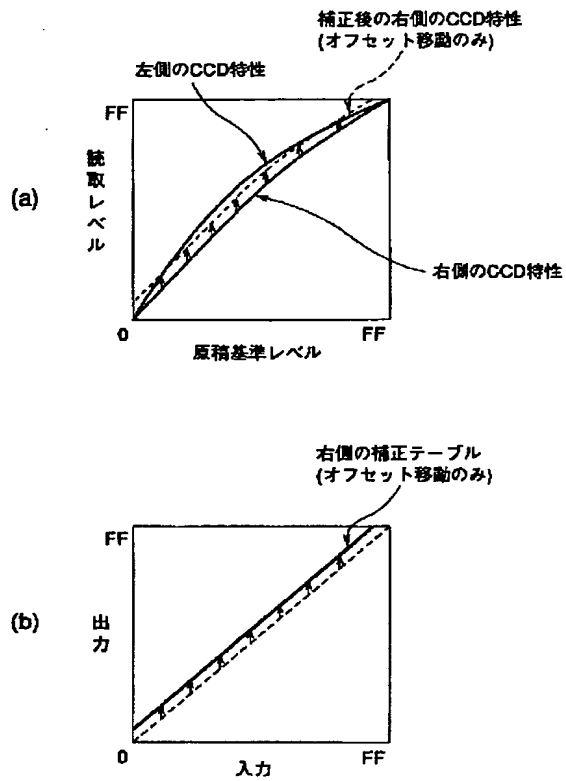 補正後の右側のCCD特性
(オフセット移動のみ)
左側のCCD特性
FF
読取レベル
(a)
右側のCCD特性
0
FF
原稿基準レベル
右側の補正テーブル
(オフセット移動のみ)
FF
(b)
出力
0
FF
入力